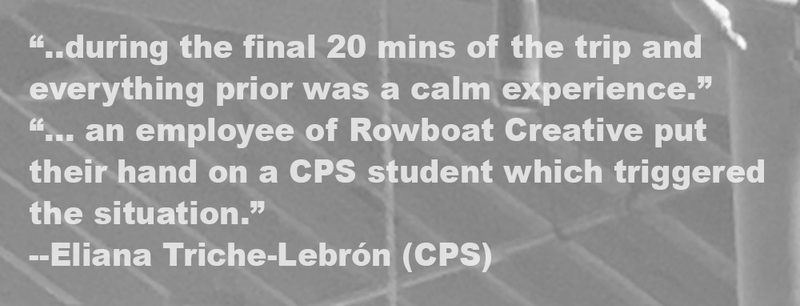 “..during the final 20 mins of the trip and
everything prior was a calm experience.”
“... an employee of Rowboat Creative put
their hand on a CPS student which triggered
the situation.”
--Eliana Triche-Lebrón (CPS)